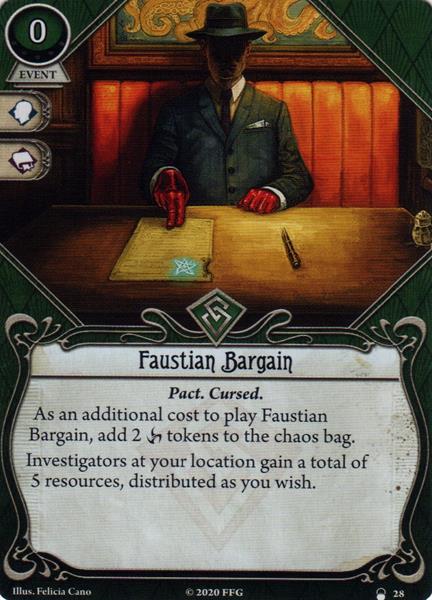 0
EVENT
Faustian Bargain
Pact. Cursed.
As an additional cost to play Faustian
Bargain, add 2 tokens to the chaos bag.
Investigators at your location gain a total of
5 resources, distributed as you wish.
Illus. Felicia Cano
© 2020 FFG
28